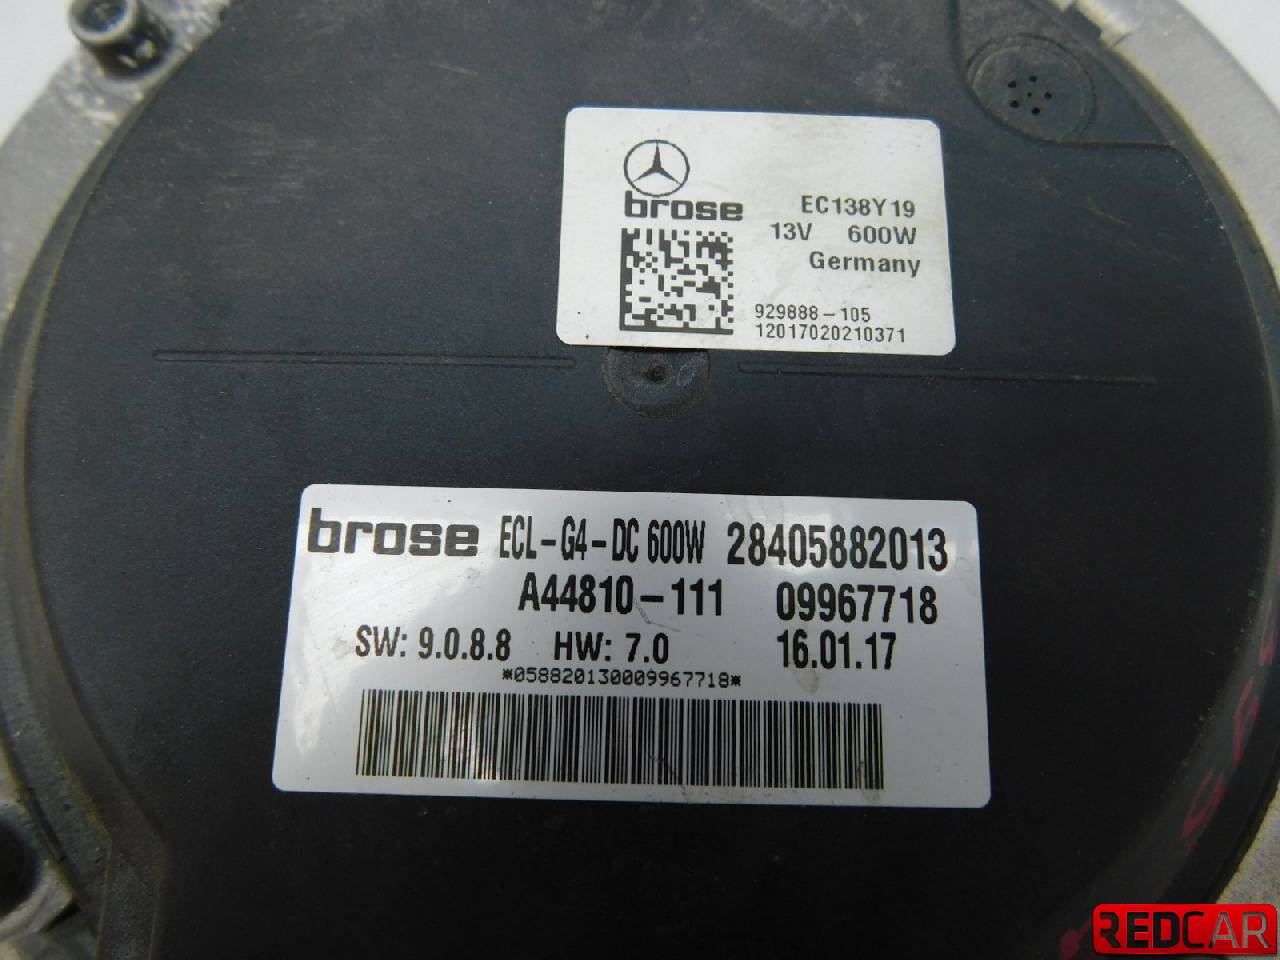 brose EC138Y19
13V 600W
Germany
929888-105
12017020210371
brose ECL-G4-DC 600W 28405882013
A44810-111 09967718
SW: 9.0.8.8 HW: 7.0 16.01.17
*058820130009967718*
REDCAR